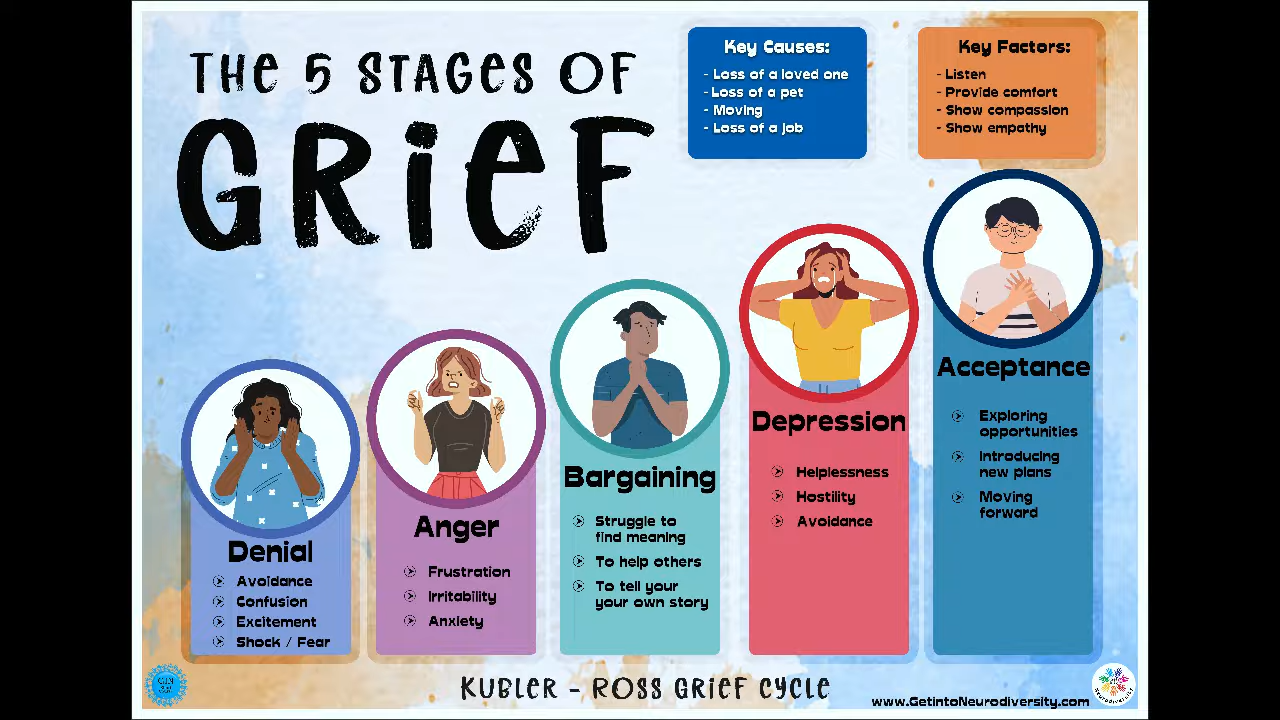 THE 5 STAGES OF
GRiEF
Key Causes:
- Loss of a loved one
- Loss of a pet
- Moving
- Loss of a job
Key Factors:
- Listen
- Provide comfort
- Show compassion
- Show empathy
Denial
Avoidance
Confusion
Excitement
Shock / Fear
Anger
Frustration
Irritability
Anxiety
Bargaining
Struggle to
find meaning
To help others
To tell your
your own story
Depression
Helplessness
Hostility
Avoidance
Acceptance
Exploring
opportunities
Introducing
new plans
Moving
forward
KUBLER - ROSS GRIEF CYCLE
www.GetintoNeurodiversity.com